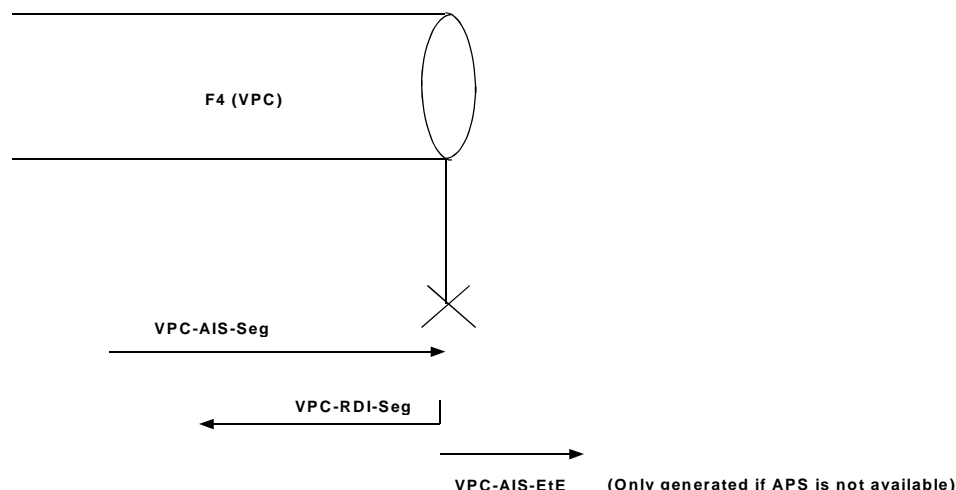 F4 (VPC)
VPC-AIS-Seg
VPC-RDI-Seg
VPC-AIS-EtE (Only generated if APS is not available)